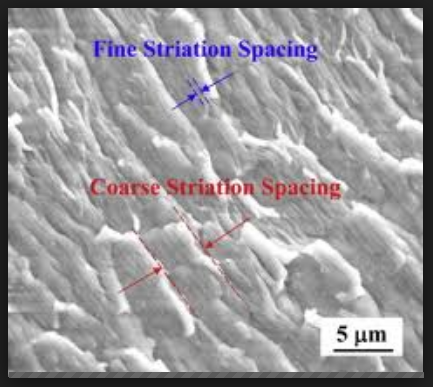 Fine Striation Spacing
Coarse Striation Spacing
5 μm